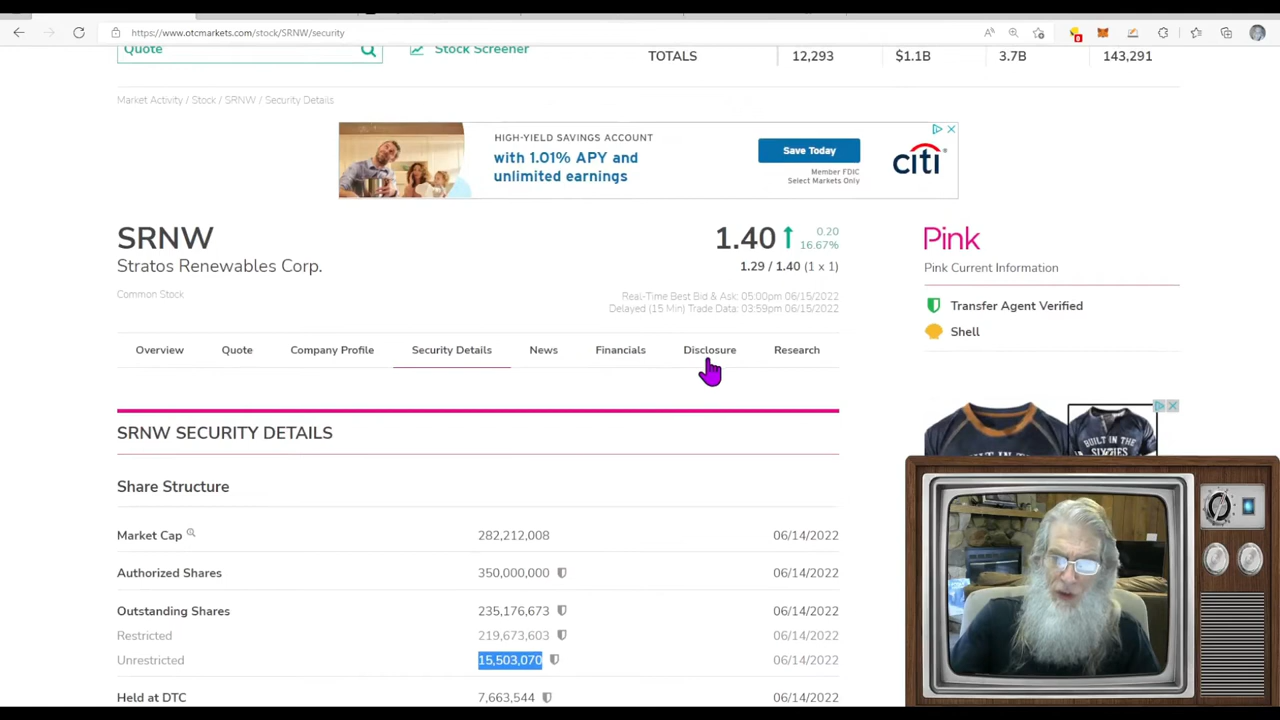 https://www.otcmarkets.com/stock/SRNW/security
A
8
Quote
Stock Screener
TOTALS 12,293 $1.1B 3.7B 143,291
Market Activity / Stock / SRNW / Security Details
HIGH-YIELD SAVINGS ACCOUNT
with 1.01% APY and
unlimited earnings
Save Today
Member FDIC
Select Markets Only
citi
SRNW
Stratos Renewables Corp.
Common Stock
1.40 0.20
16.67%
1.29 / 1.40 (1 x 1)
Real-Time Best Bid & Ask: 05:00pm 06/15/2022
Delayed (15 Min) Trade Data: 03:59pm 06/15/2022
Pink
Pink Current Information
Transfer Agent Verified
Shell
Overview Quote Company Profile Security Details News Financials Disclosure Research
SRNW SECURITY DETAILS
Share Structure
Market Cap 282,212,008 06/14/2022
Authorized Shares 350,000,000 06/14/2022
Outstanding Shares 235,176,673 06/14/2022
Restricted 219,673,603 06/14/2022
Unrestricted 15,503,070 06/14/2022
Held at DTC 7,663,544 06/14/2022
BUILT IN THE
SIXTIES